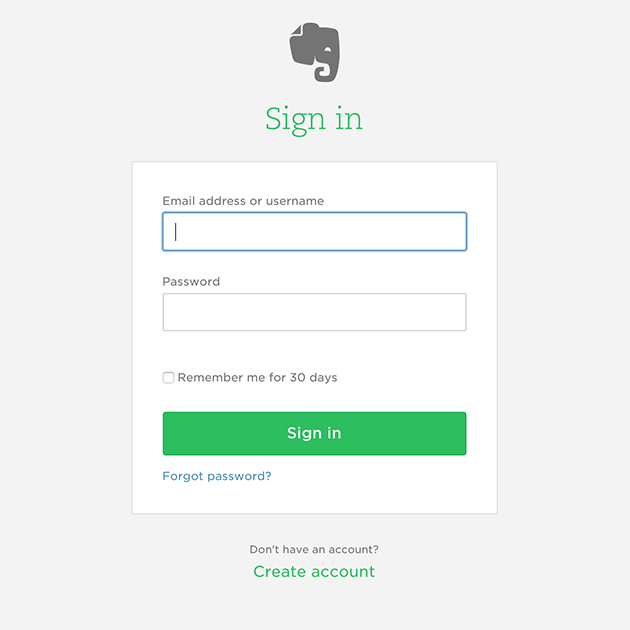 Sign in
Email address or username
Password
Remember me for 30 days
Sign in
Forgot password?
Don't have an account?
Create account